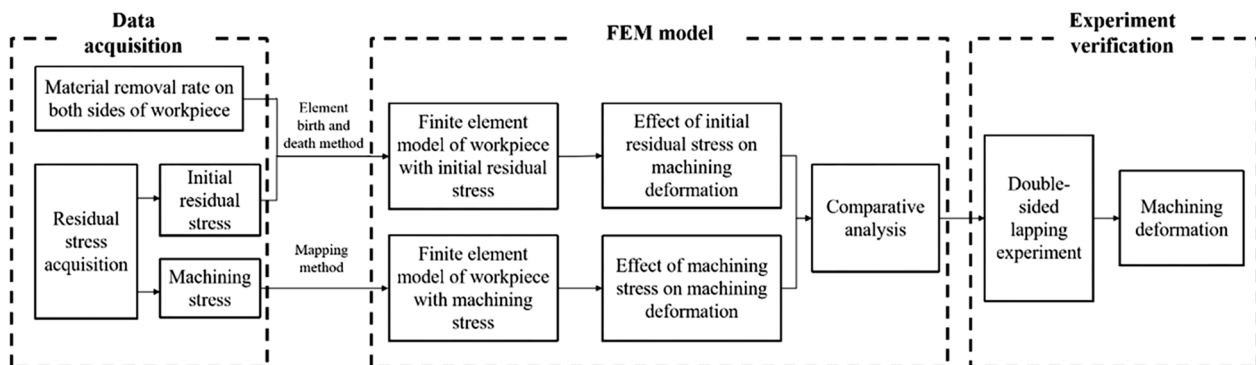 Data
acquisition
Material removal rate on
both sides of workpiece
Residual
stress
acquisition
Initial
residual
stress
Machining
stress
Element
birth and
death method
Mapping
method
FEM model
Finite element
model of workpiece
with initial residual
stress
Effect of initial
residual stress on
machining
deformation
Finite element
model of workpiece
with machining
stress
Effect of machining
stress on machining
deformation
Comparative
analysis
Experiment
verification
Double-
sided
lapping
experiment
Machining
deformation